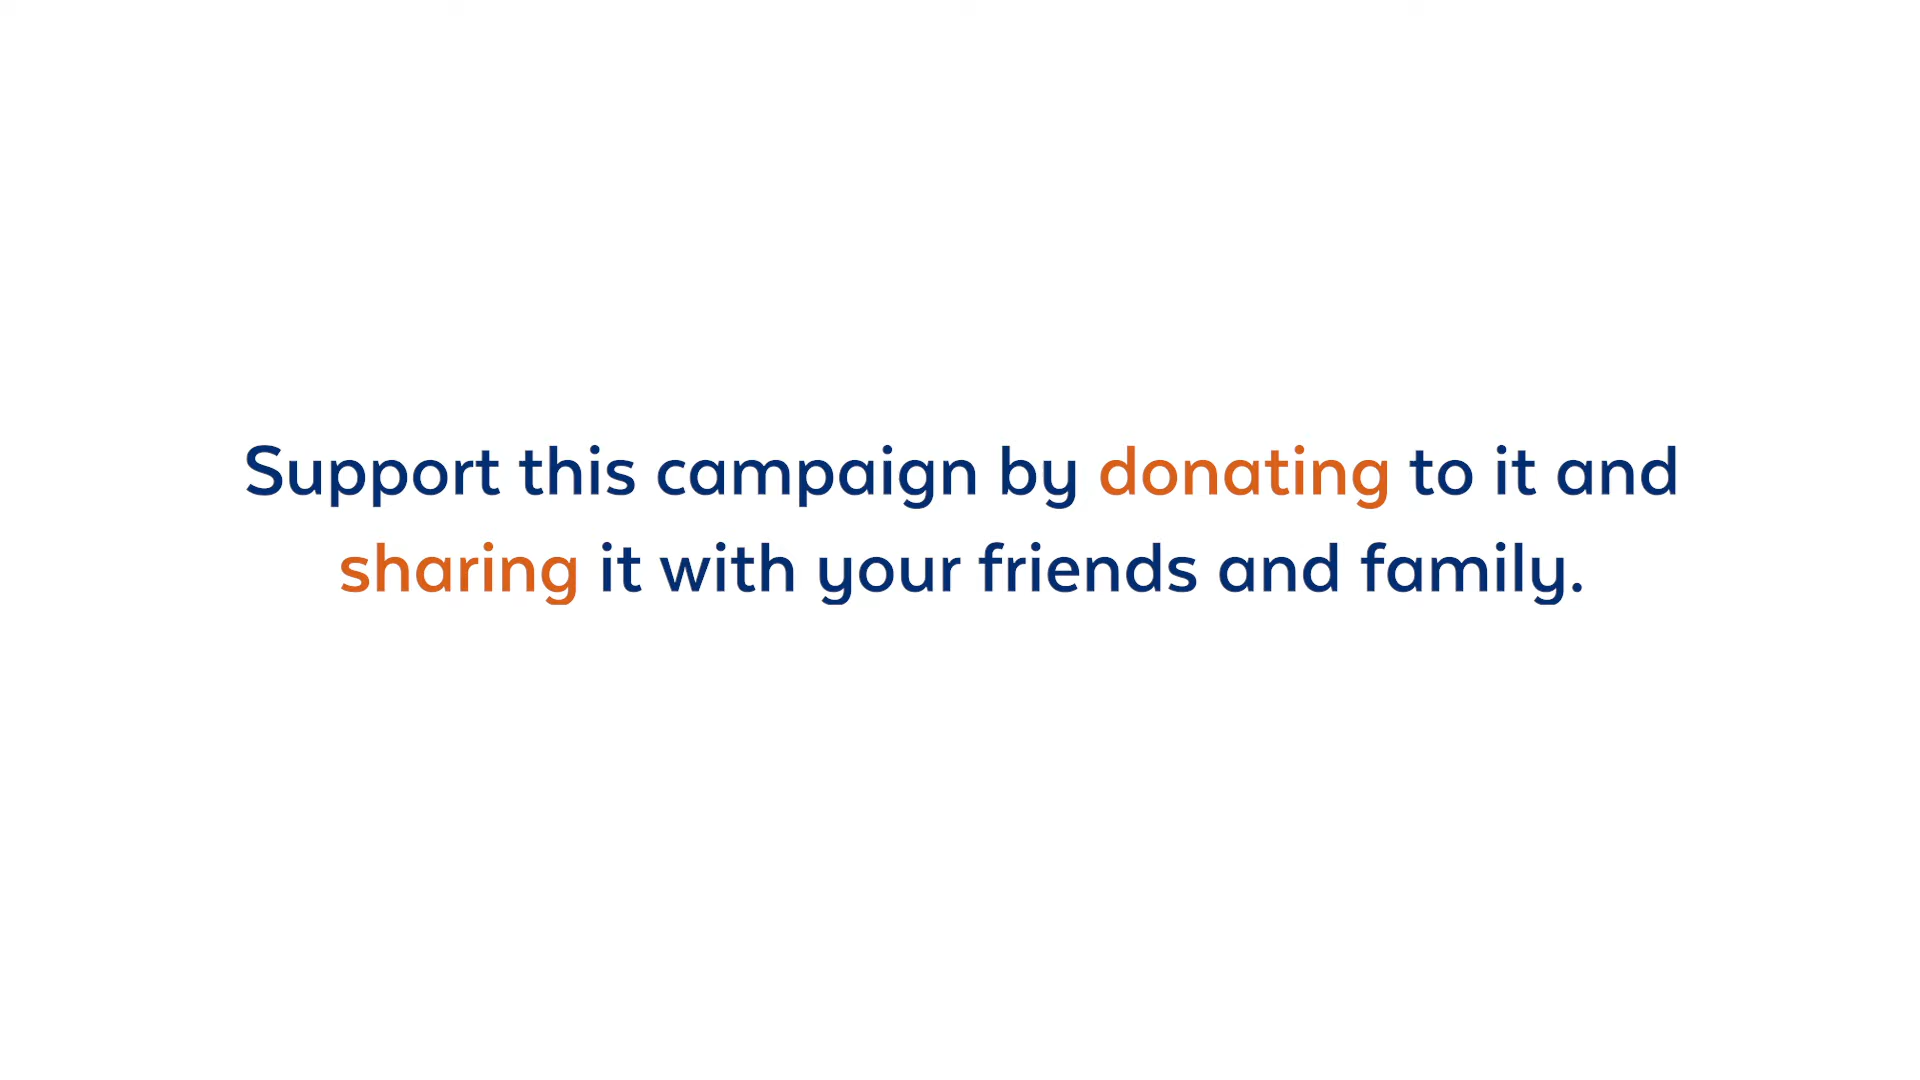 Support this campaign by donating to it and
sharing it with your friends and family.